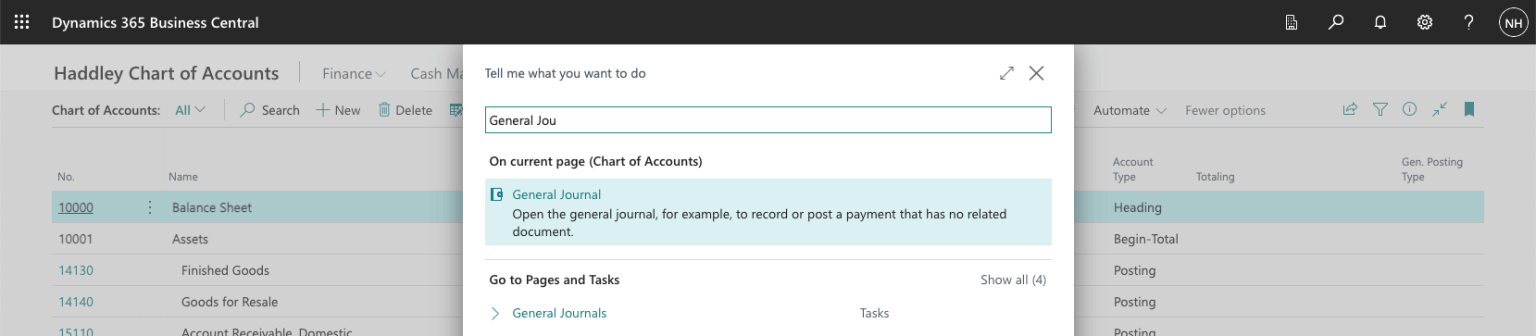 Dynamics 365 Business Central
NH
Haddley Chart of Accounts Finance Cash Ma
Tell me what you want to do
Chart of Accounts: All Search New Delete
Automate Fewer options
General Jou
On current page (Chart of Accounts)
No. Name
Account Type Totaling Gen. Posting Type
General Journal
Open the general journal, for example, to record or post a payment that has no related
document.
10000 Balance Sheet Heading
10001 Assets Begin-Total
14130 Finished Goods Posting
Go to Pages and Tasks Show all (4)
14140 Goods for Resale Posting
General Journals Tasks
15110 Account Receivable, Domestic Posting